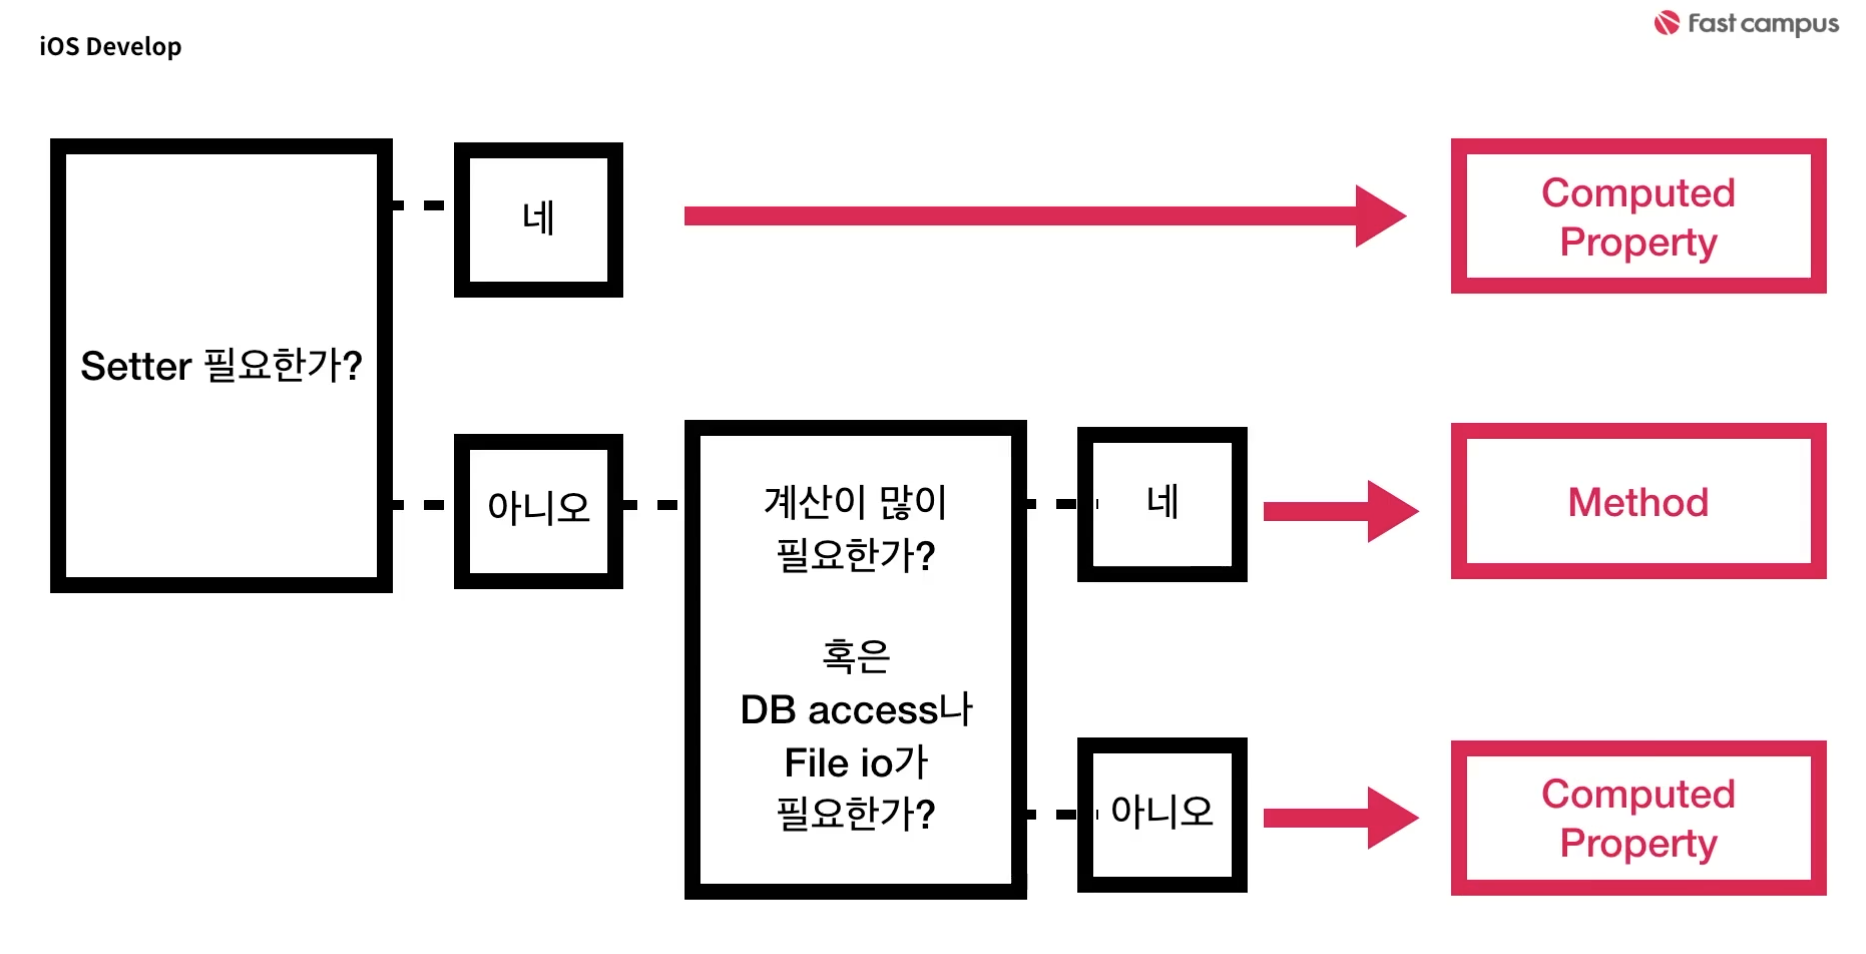 iOS Develop
Fast campus
Setter 필요한가?
네
Computed
Property
아니오
계산이 많이
필요한가?
혹은
DB access나
File io가
필요한가?
네
Method
아니오
Computed
Property